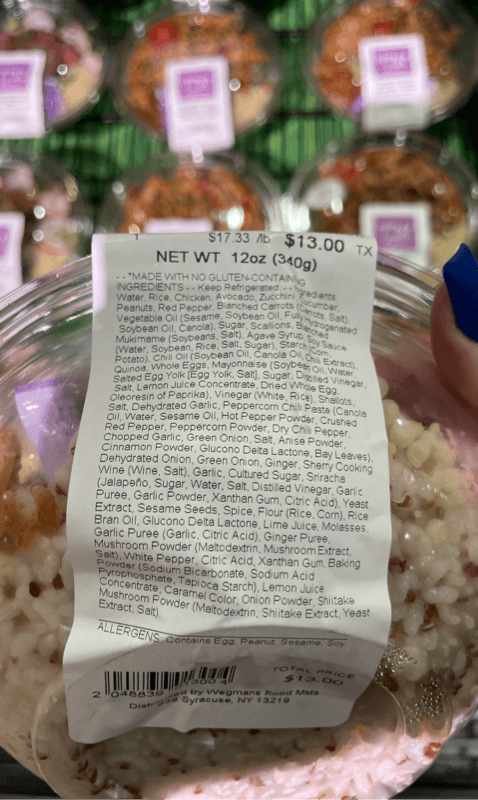 $17.33 /lb $13.00 TX
NET WT 12oz (340g)
-- *MADE WITH NO GLUTEN-CONTAINING
INGREDIENTS -- Keep Refrigerated -- Ingredients:
Water, Rice, Chicken, Avocado, Zucchini, Cucumber,
Peanuts, Red Pepper, Blanched Carrots (Carrots, Salt),
Vegetable Oil (Sesame, Soybean Oil, Fully Hydrogenated
Soybean Oil, Canola), Sugar, Scallions, Blanched
Mukimame (Soybeans, Salt), Agave Syrup, Soy Sauce
(Water, Soybean, Rice, Salt, Sugar), Starch (Corn,
Potato), Chili Oil (Soybean Oil, Canola Oil, Chili Extract),
Quinoa, Whole Eggs, Mayonnaise (Soybean Oil, Water,
Salted Egg Yolk [Egg Yolk, Salt], Sugar, Distilled Vinegar,
Salt, Lemon Juice Concentrate, Dried Whole Egg,
Oleoresin of Paprika), Vinegar (White, Rice), Shallots,
Salt, Dehydrated Garlic, Peppercorn Chili Paste (Canola
Oil, Water, Sesame Oil, Hot Pepper Powder, Crushed
Red Pepper, Peppercorn Powder, Dry Chili Pepper,
Chopped Garlic, Green Onion, Salt, Anise Powder,
Cinnamon Powder, Glucono Delta Lactone, Bay Leaves),
Dehydrated Onion, Green Onion, Ginger, Sherry Cooking
Wine (Wine, Salt), Garlic, Cultured Sugar, Sriracha
(Jalapeño, Sugar, Water, Salt, Distilled Vinegar, Garlic
Puree, Garlic Powder, Xanthan Gum, Citric Acid), Yeast
Extract, Sesame Seeds, Spice, Flour (Rice, Corn), Rice
Bran Oil, Glucono Delta Lactone, Lime Juice, Molasses,
Garlic Puree (Garlic, Citric Acid), Ginger Puree,
Mushroom Powder (Maltodextrin, Mushroom Extract,
Salt), White Pepper, Citric Acid, Xanthan Gum, Baking
Powder (Sodium Bicarbonate, Sodium Acid
Pyrophosphate, Tapioca Starch), Lemon Juice
Concentrate, Caramel Color, Onion Powder, Shiitake
Mushroom Powder (Maltodextrin, Shiitake Extract, Yeast
Extract, Salt)
ALLERGENS: Contains Egg, Peanut, Sesame, Soy
TOTAL PRICE
$13.00
by Wegmans Food Mkts
Syracuse, NY 13219